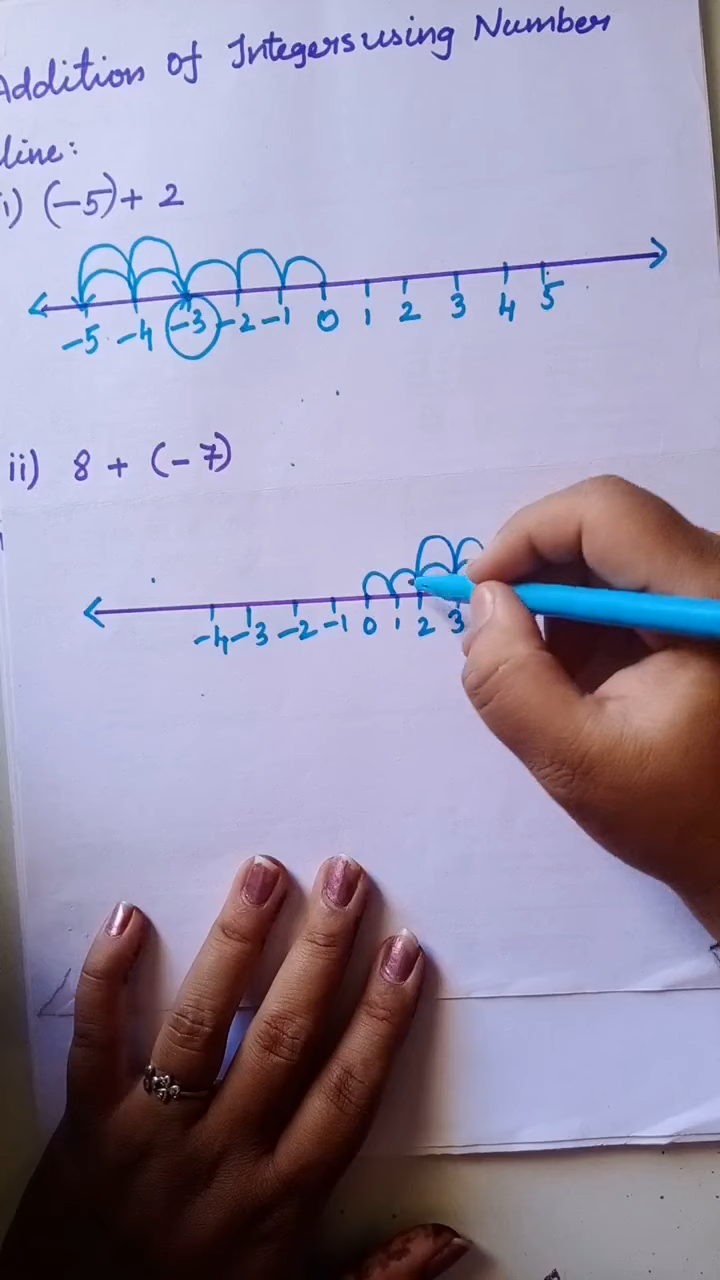 Addition of Integers using Number
line:
i) (-5) + 2
-5 -4 -3 -2 -1 0 1 2 3 4 5
ii) 8 + (-7)
-4 -3 -2 -1 0 1 2 3